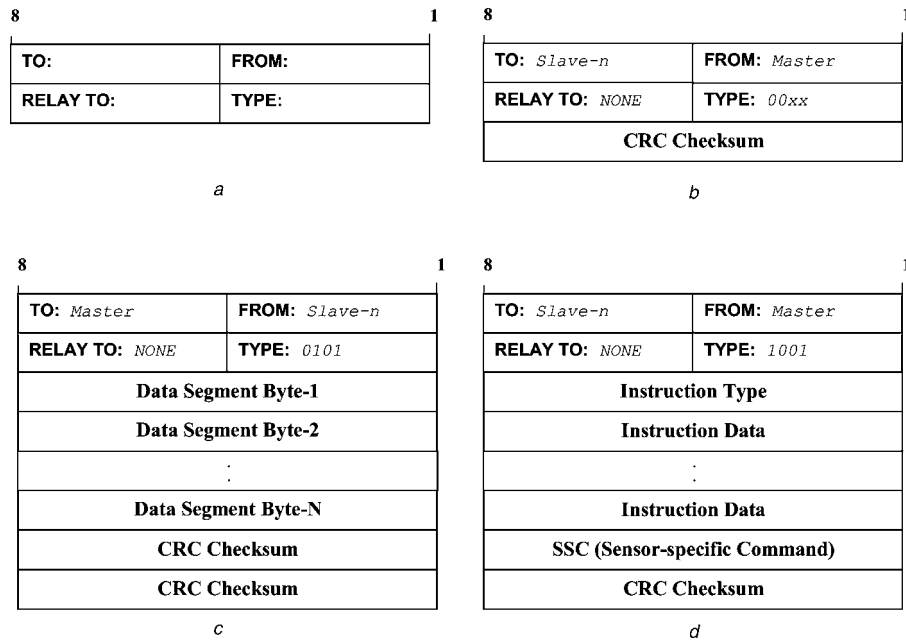 8 1
TO: FROM:
RELAY TO: TYPE:
a
8 1
TO: Slave-n FROM: Master
RELAY TO: NONE TYPE: 00xx
CRC Checksum
b
8 1
TO: Master FROM: Slave-n
RELAY TO: NONE TYPE: 0101
Data Segment Byte-1
Data Segment Byte-2
:
Data Segment Byte-N
CRC Checksum
CRC Checksum
c
8 1
TO: Slave-n FROM: Master
RELAY TO: NONE TYPE: 1001
Instruction Type
Instruction Data
:
Instruction Data
SSC (Sensor-specific Command)
CRC Checksum
d